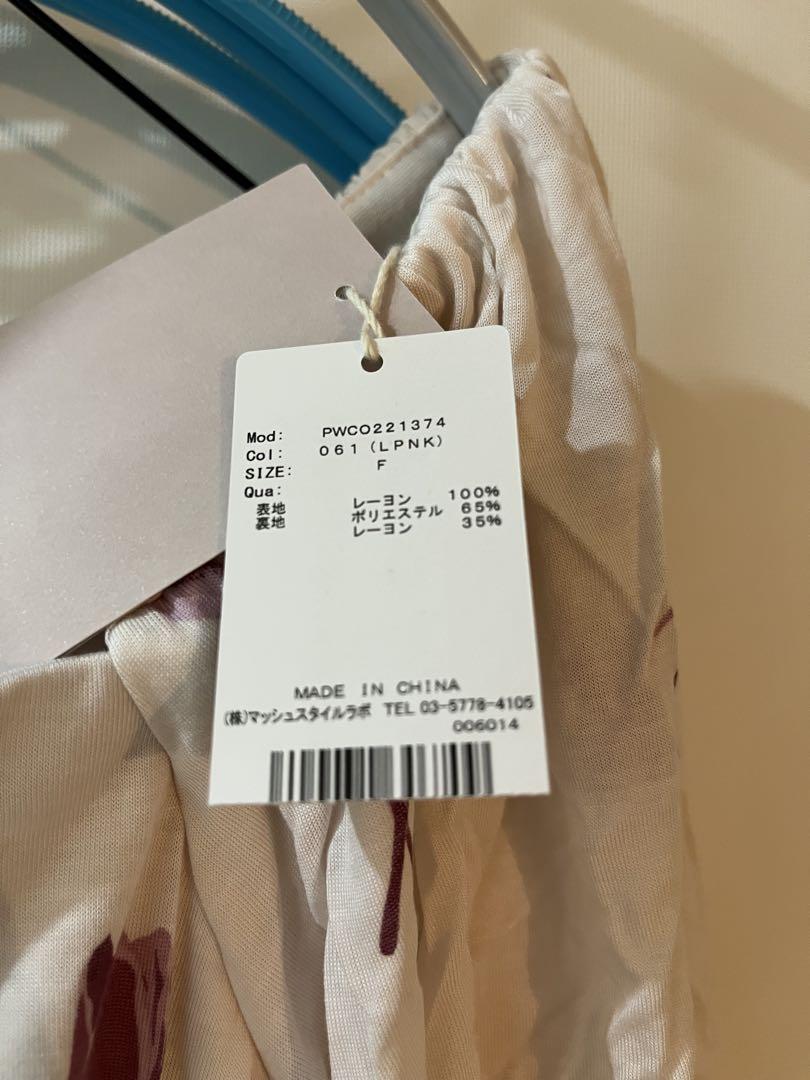 Mod: PWCO221374
Col: 061(LPNK)
SIZE: F
Qua:
表地 レーヨン 100%
裏地 ポリエステル 65%
レーヨン 35%
MADE IN CHINA
(株)マッシュスタイルラボ TEL 03-5778-4105
006014